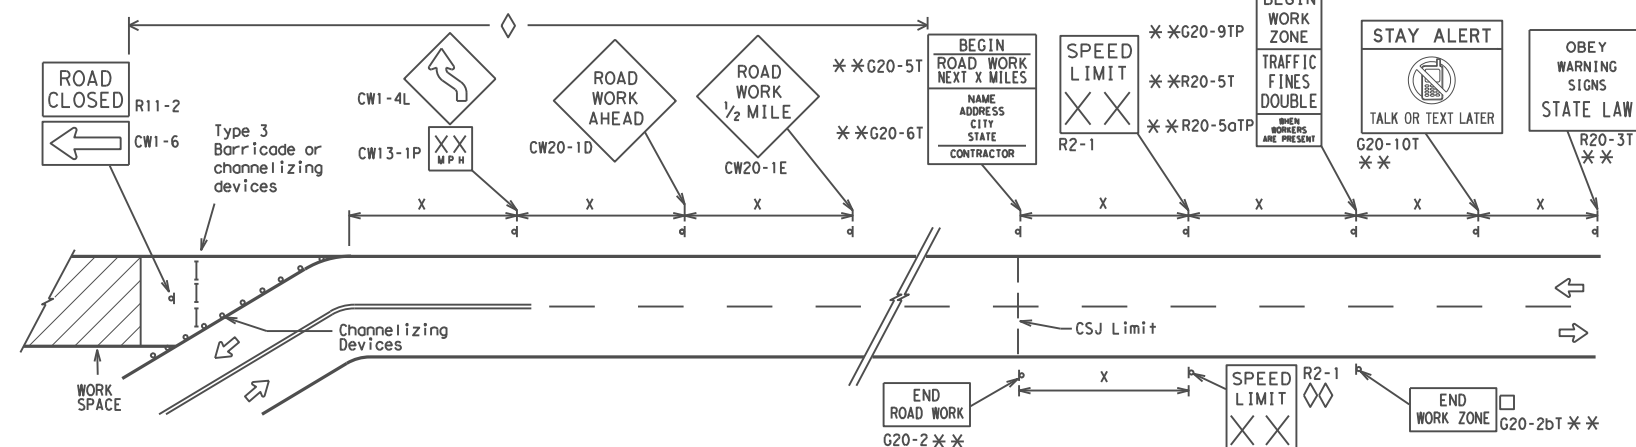 ROAD
CLOSED
R11-2
CW1-6
Type 3
Barricade or
channelizing
devices
CW1-4L
XX
MPH
CW13-1P
ROAD
WORK
AHEAD
CW20-1D
ROAD
WORK
1/2 MILE
CW20-1E
**G20-5T
**G20-6T
BEGIN
ROAD WORK
NEXT X MILES
NAME
ADDRESS
CITY
STATE
CONTRACTOR
SPEED
LIMIT
XX
R2-1
**G20-9TP
**R20-5T
**R20-5aTP
BEGIN
WORK
ZONE
TRAFFIC
FINES
DOUBLE
WHEN
WORKERS
ARE PRESENT
STAY ALERT
TALK OR TEXT LATER
G20-10T
**
OBEY
WARNING
SIGNS
STATE LAW
R20-3T
**
X
X
X
X
X
X
X
Channelizing
Devices
CSJ Limit
WORK
SPACE
END
ROAD WORK
G20-2**
X
SPEED
LIMIT
XX
R2-1
END
WORK ZONE
G20-2bT**